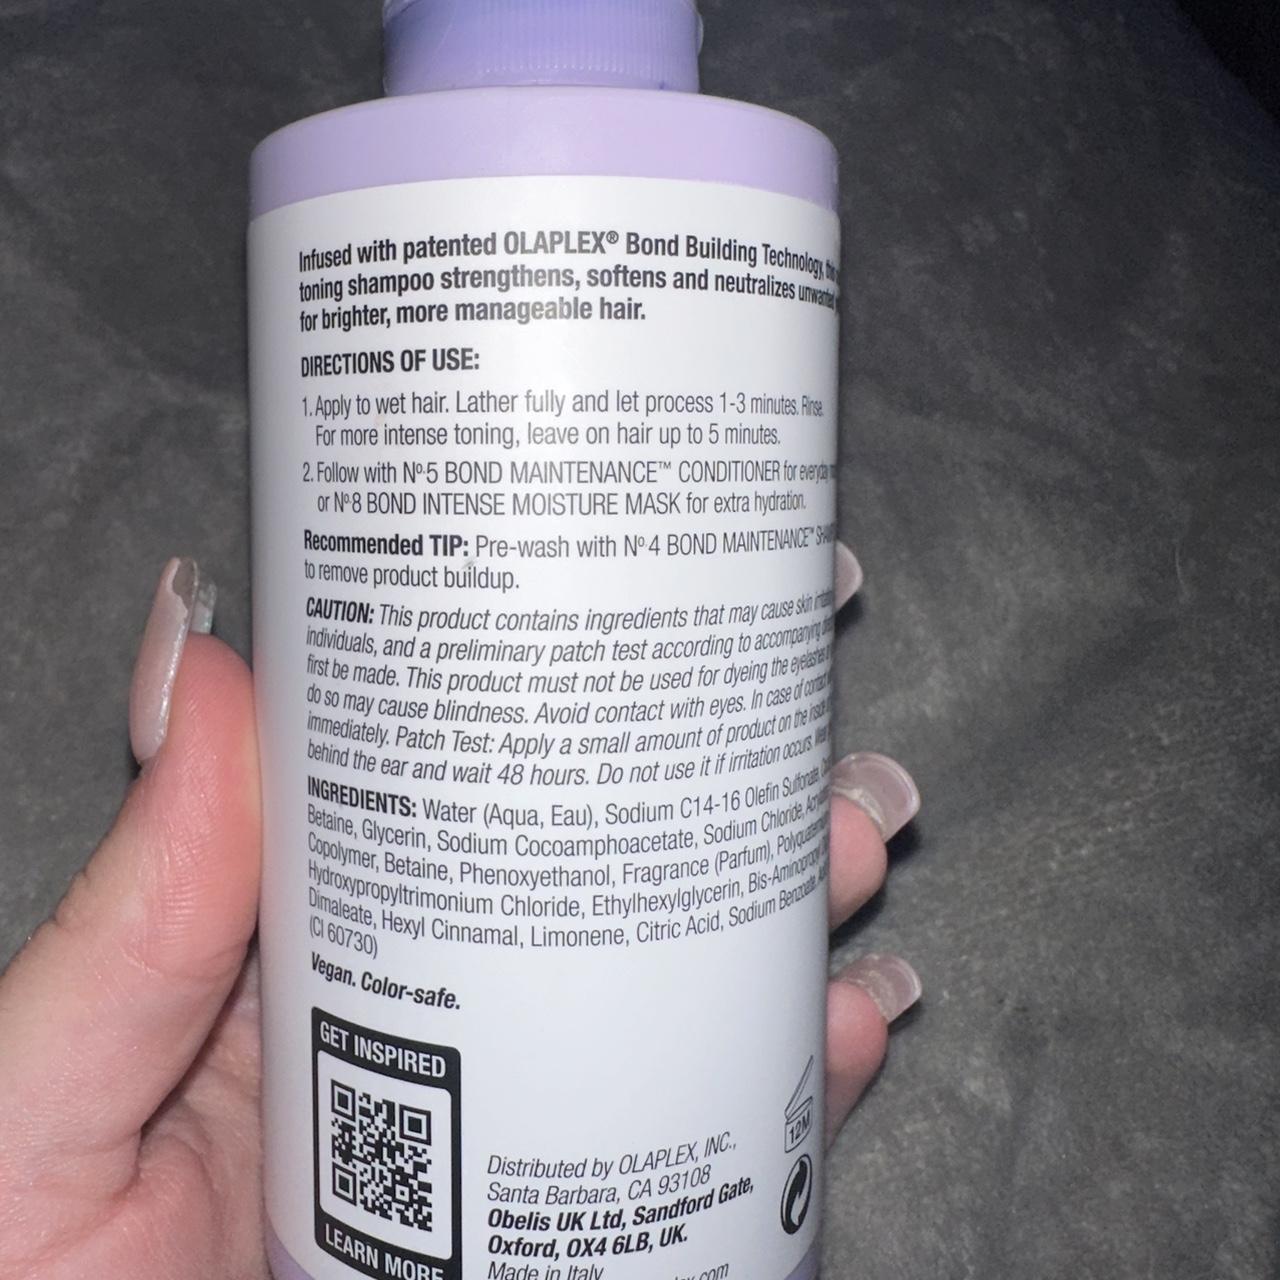 Infused with patented OLAPLEX® Bond Building Technology,
toning shampoo strengthens, softens and neutralizes unwanted
for brighter, more manageable hair.
DIRECTIONS OF USE:
1. Apply to wet hair. Lather fully and let process 1-3 minutes. Rinse.
For more intense toning, leave on hair up to 5 minutes.
2. Follow with Nº.5 BOND MAINTENANCE™ CONDITIONER for everyday
or Nº.8 BOND INTENSE MOISTURE MASK for extra hydration.
Recommended TIP: Pre-wash with Nº.4 BOND MAINTENANCE™
to remove product buildup.
CAUTION: This product contains ingredients that may cause skin
individuals, and a preliminary patch test according to accompanying
first be made. This product must not be used for dyeing the eyelashes
do so may cause blindness. Avoid contact with eyes. In case of contact
immediately. Patch Test: Apply a small amount of product on the inside
behind the ear and wait 48 hours. Do not use it if irritation occurs.
INGREDIENTS: Water (Aqua, Eau), Sodium C14-16 Olefin Sulfonate,
Betaine, Glycerin, Sodium Cocoamphoacetate, Sodium Chloride,
Copolymer, Betaine, Phenoxyethanol, Fragrance (Parfum),
Hydroxypropyltrimonium Chloride, Ethylhexylglycerin, Bis-Aminopropyl
Dimaleate, Hexyl Cinnamal, Limonene, Citric Acid, Sodium Benzoate,
(CI 60730)
Vegan. Color-safe.
GET INSPIRED
LEARN MORE
12M
Distributed by OLAPLEX, INC.,
Santa Barbara, CA 93108
Obelis UK Ltd, Sandford Gate,
Oxford, OX4 6LB, UK.
Made in Italy